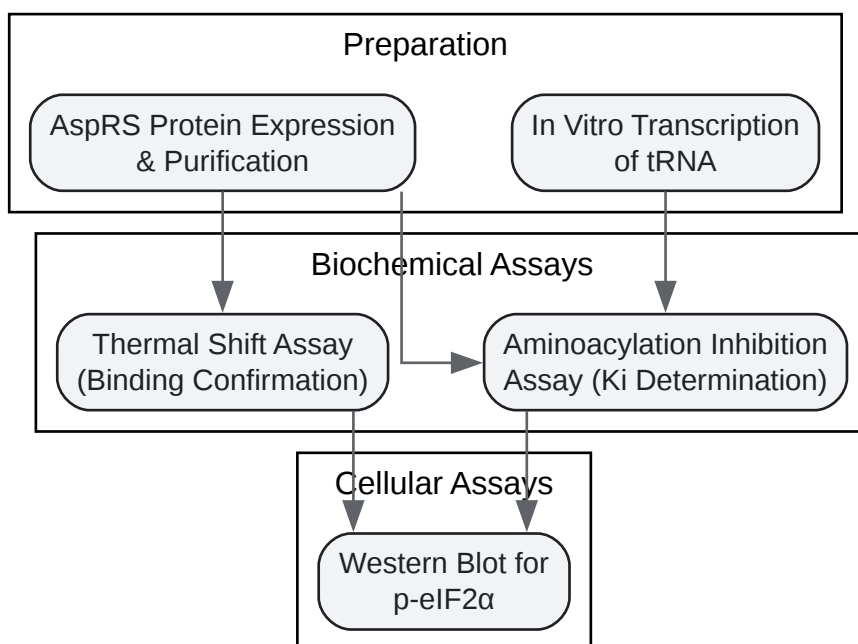 Preparation
AspRS Protein Expression
& Purification
In Vitro Transcription
of tRNA
Biochemical Assays
Thermal Shift Assay
(Binding Confirmation)
Aminoacylation Inhibition
Assay (Ki Determination)
Cellular Assays
Western Blot for
p-eIF2α